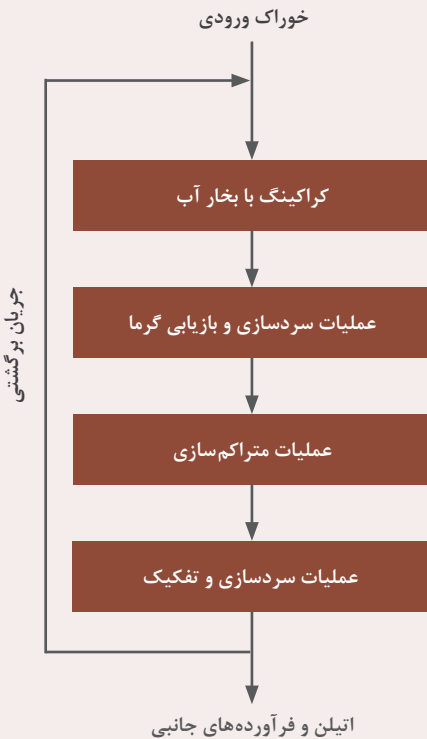 خوراک ورودی
کراکینگ با بخار آب
عملیات سردسازی و بازیابی گرما
جریان برگشتی
عملیات متراکم‌سازی
عملیات سردسازی و تفکیک
اتیلن و فرآورده‌های جانبی